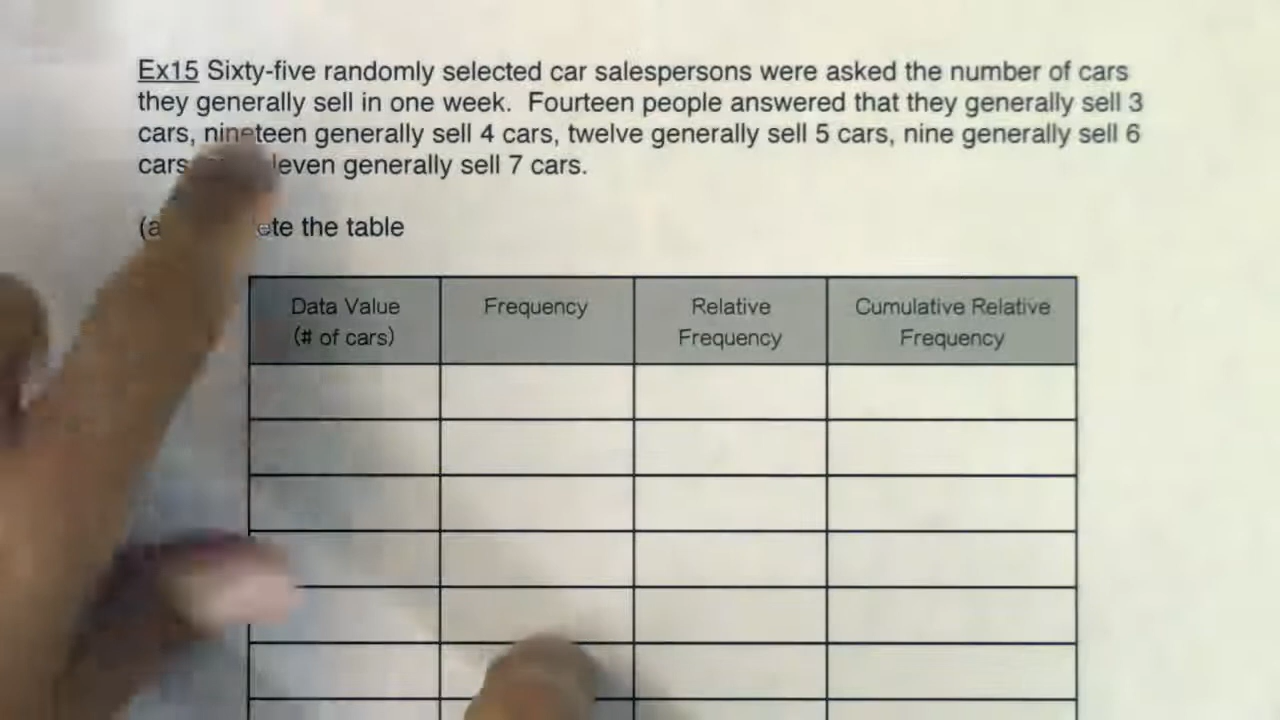 Ex15 Sixty-five randomly selected car salespersons were asked the number of cars
they generally sell in one week. Fourteen people answered that they generally sell 3
cars, nineteen generally sell 4 cars, twelve generally sell 5 cars, nine generally sell 6
cars generally sell 7 cars.
the table
Data Value
(# of cars)
Frequency
Relative
Frequency
Cumulative Relative
Frequency